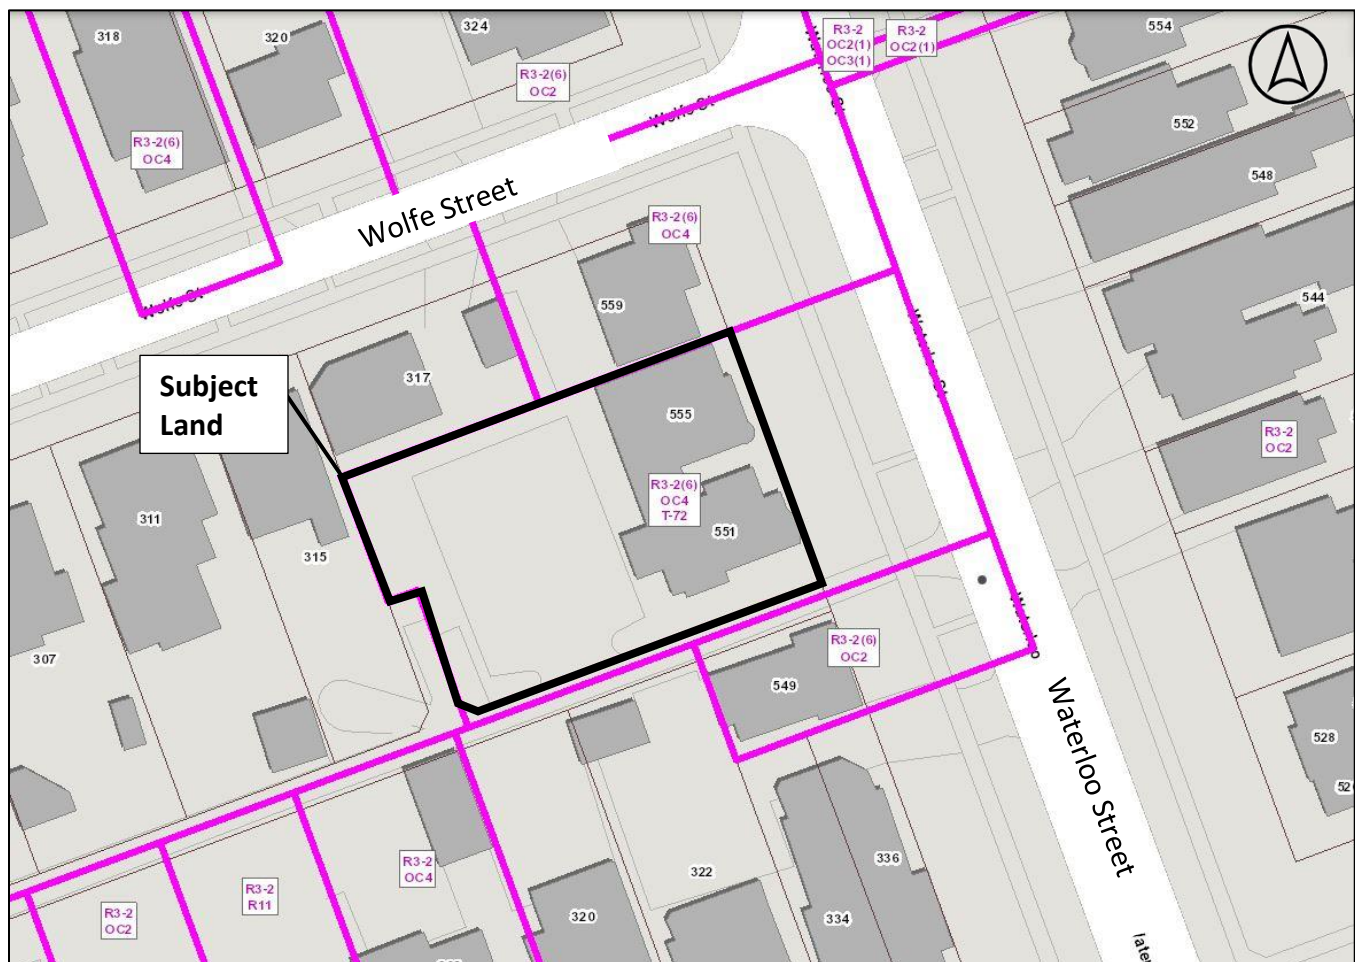 318
320
324
R3-2(6)
OC2
R3-2
OC2(1)
OC3(1)
R3-2
OC2(1)
554
552
548
R3-2(6)
OC4
Wolfe St
Wolfe Street
R3-2(6)
OC4
559
544
Wolfe St
Subject
Land
317
555
Waterloo St
R3-2
OC2
R3-2(6)
OC4
T-72
551
311
315
307
R3-2(6)
OC2
549
Waterloo
Waterloo Street
528
R3-2
OC4
322
336
R3-2
R11
R3-2
OC2
320
334